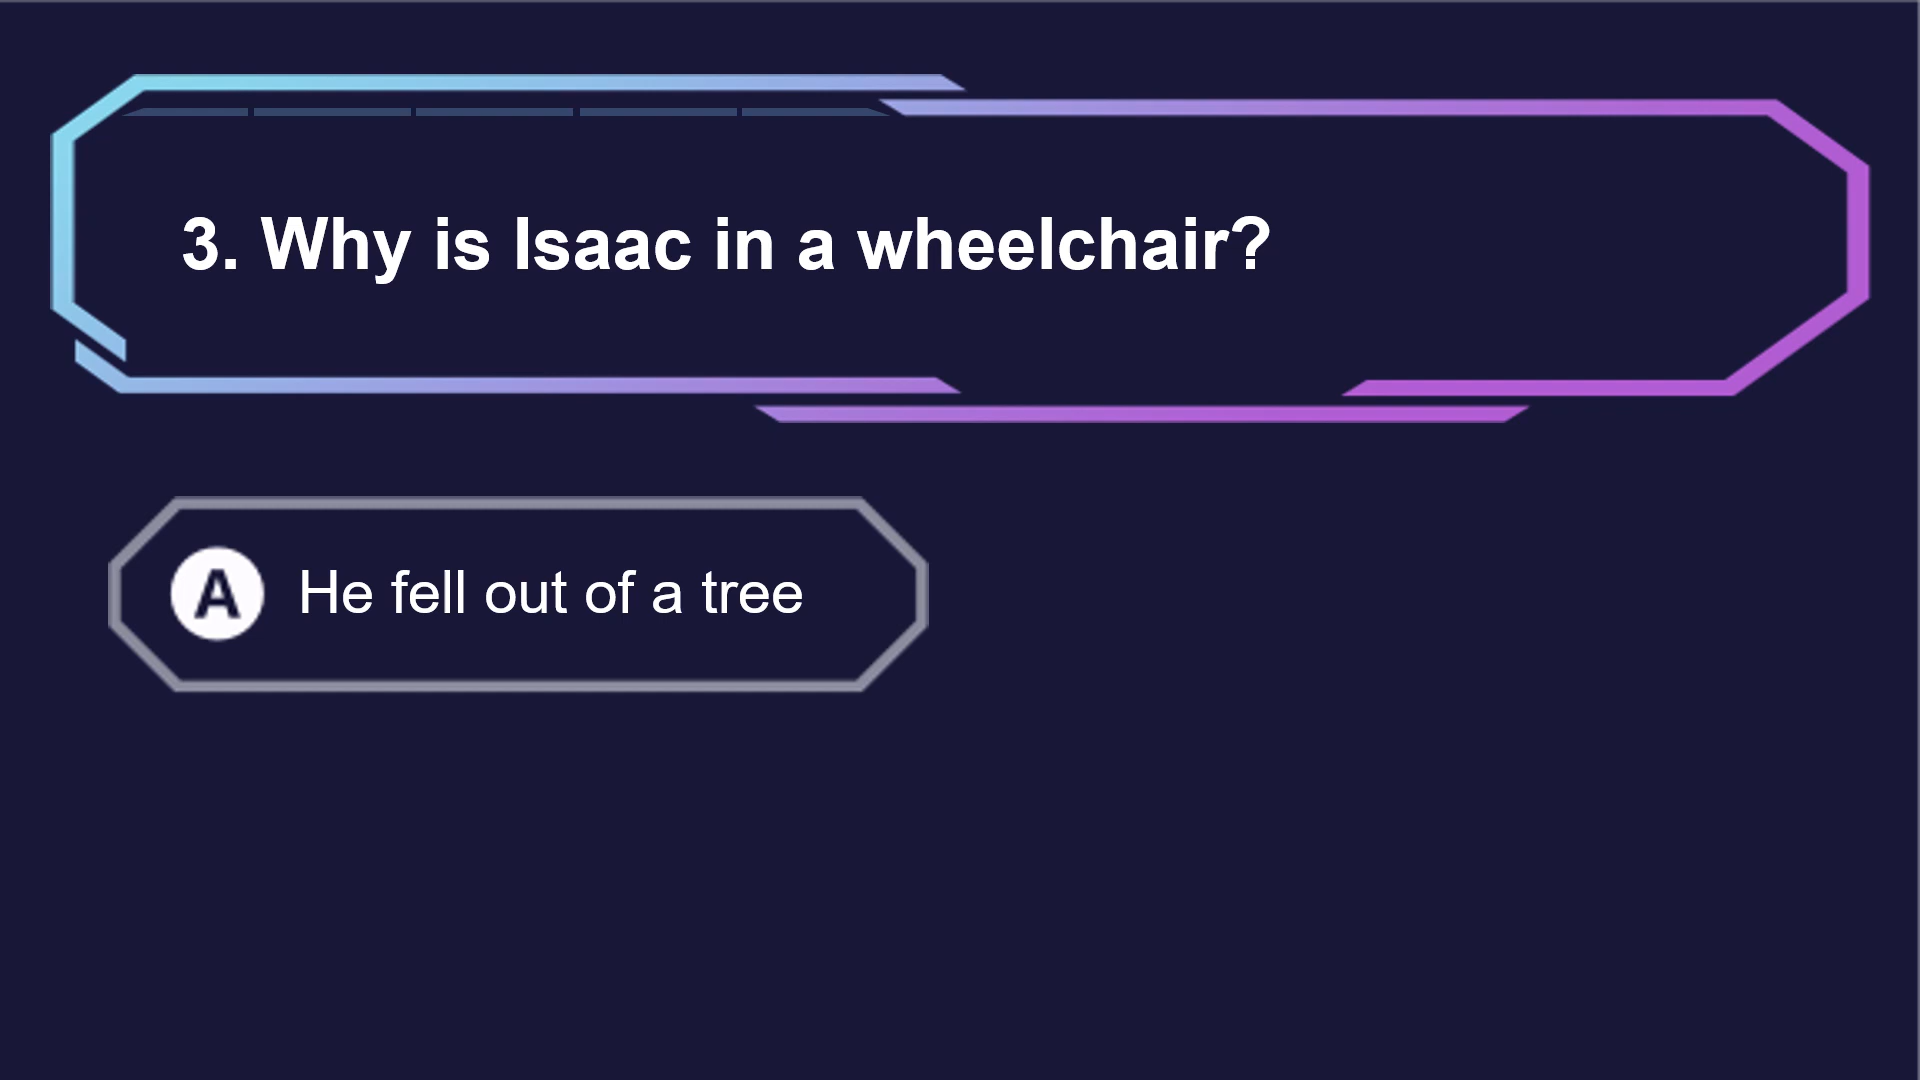 3. Why is Isaac in a wheelchair?
A He fell out of a tree